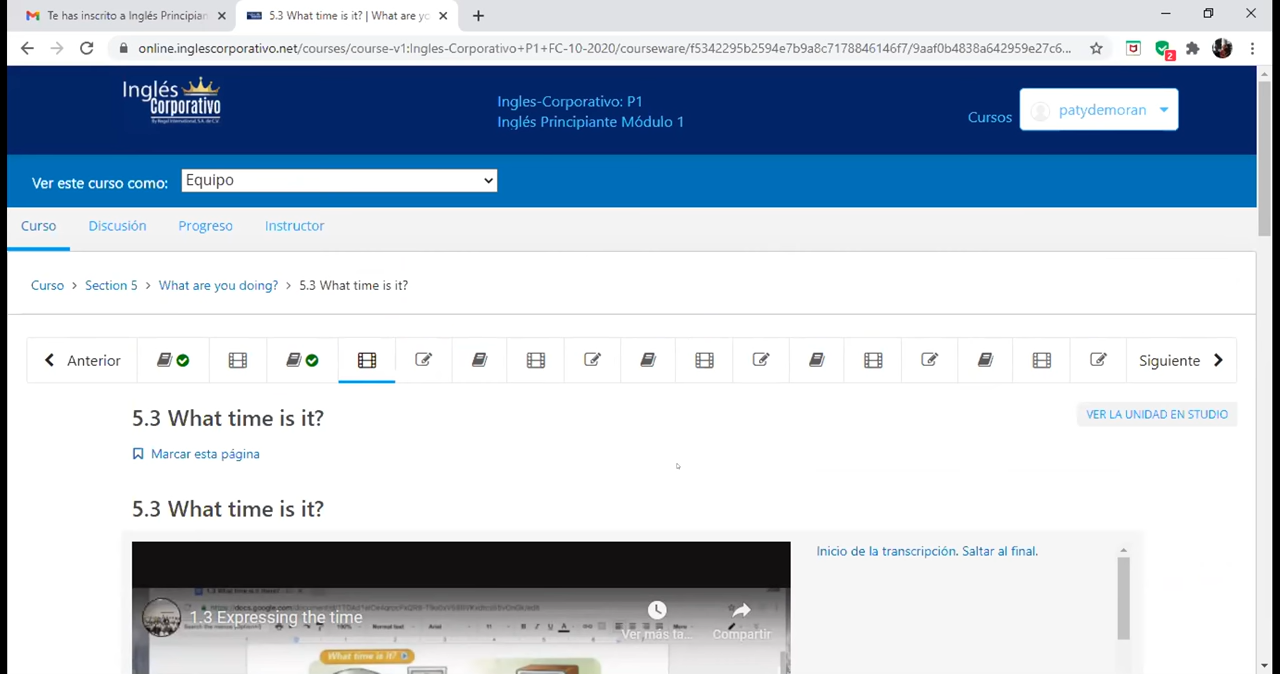 Te has inscrito a Inglés Principian
5.3 What time is it? | What are yo
online.inglescorporativo.net/courses/course-v1:Ingles-Corporativo+P1+FC-10-2020/courseware/f5342295b2594e7b9a8c7178846146f7/9aaf0b4838a642959e27c6...
2
Inglés
Corporativo
By Regal International, S.A. de C.V.
Ingles-Corporativo: P1
Inglés Principiante Módulo 1
Cursos
patydemoran
Ver este curso como:
Equipo
Curso
Discusión
Progreso
Instructor
Curso > Section 5 > What are you doing? > 5.3 What time is it?
Anterior
Siguiente
5.3 What time is it?
VER LA UNIDAD EN STUDIO
Marcar esta página
5.3 What time is it?
Inicio de la transcripción. Saltar al final.
1.3 Expressing the time
Ver más ta...
Compartir
What time is it?